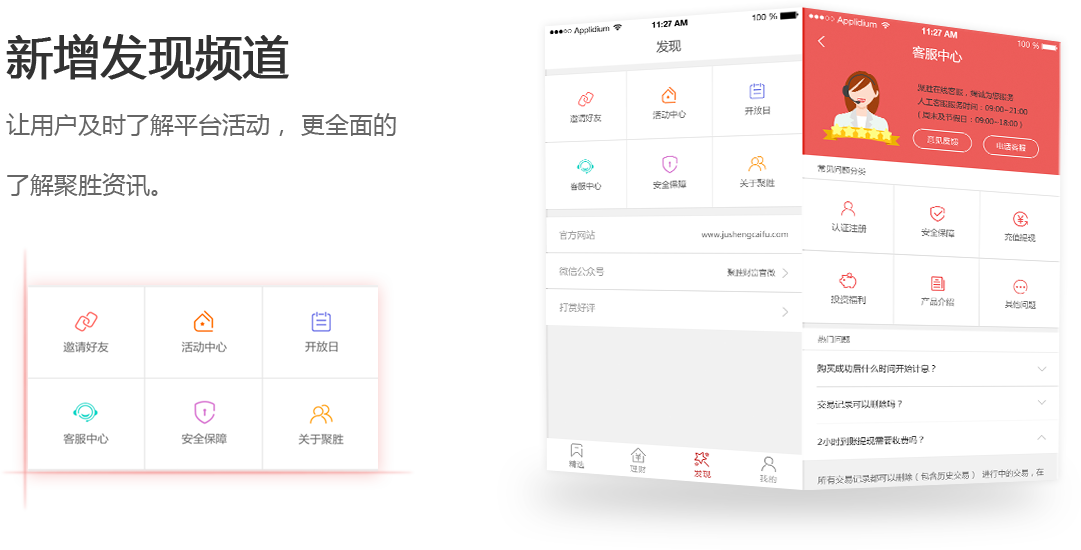 新增发现频道
让用户及时了解平台活动，更全面的
了解聚胜资讯。
邀请好友
活动中心
开放日
客服中心
安全保障
关于聚胜
Applidium
11:27 AM
100 %
发现
邀请好友
活动中心
开放日
客服中心
安全保障
关于聚胜
官方网站
www.jushengcaifu.com
微信公众号
聚胜财富官微
打赏好评
精选
理财
发现
我的
Applidium
11:27 AM
100 %
客服中心
聚胜在线客服，竭诚为您服务
人工客服服务时间：09:00~21:00
( 周末及节假日：09:00~18:00 )
意见反馈
电话客服
常见问题分类
认证注册
安全保障
充值提现
投资福利
产品介绍
其他问题
热门问题
购买成功后什么时间开始计息？
交易记录可以删除吗？
2小时到账提现需要收费吗？
所有交易记录都可以删除（包含历史交易） 进行中的交易，在